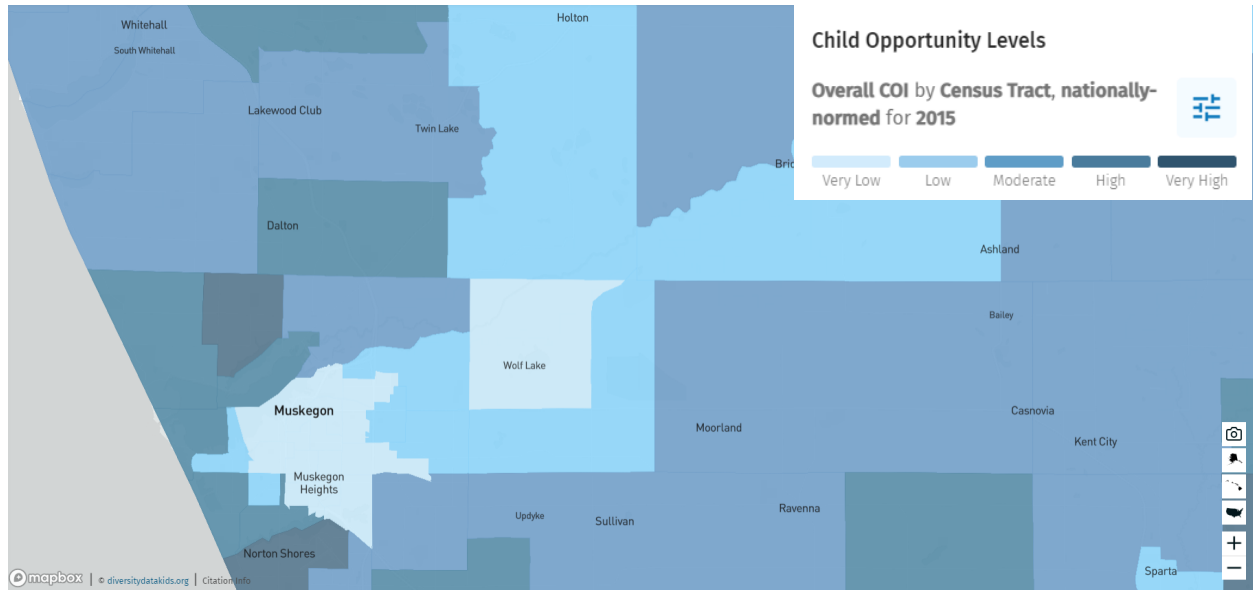 Whitehall
South Whitehall
Holton
Child Opportunity Levels
Overall COI by Census Tract, nationally-
normed for 2015
Very Low Low Moderate High Very High
Lakewood Club
Twin Lake
Bri
Dalton
Ashland
Bailey
Wolf Lake
Muskegon
Casnovia
Moorland
Kent City
Muskegon
Heights
Ravenna
Updyke
Sullivan
Norton Shores
Sparta
mapbox | © diversitydatakids.org | Citation Info